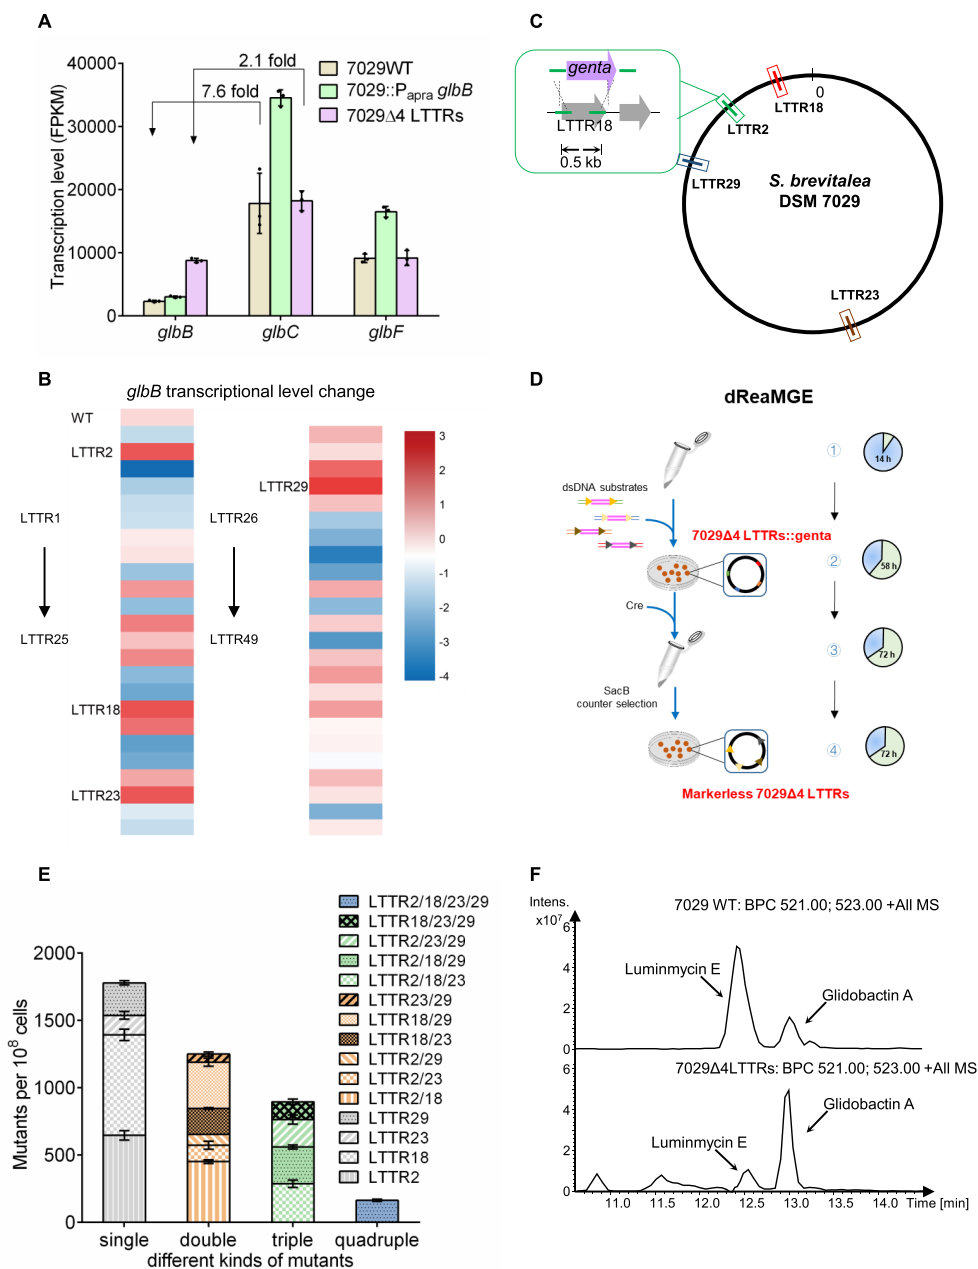 A
Transcription level (FPKM)
40000
30000
20000
10000
0
2.1 fold
7.6 fold
7029WT
7029::Papra glbB
7029Δ4 LTTRs
glbB
glbC
glbF
C
genta
LTTR18
0.5 kb
0
LTTR18
LTTR2
LTTR29
S. brevitalea
DSM 7029
LTTR23
B
glbB transcriptional level change
WT
LTTR2
LTTR1
LTTR25
LTTR18
LTTR23
LTTR29
LTTR26
LTTR49
3
2
1
0
-1
-2
-3
-4
D
dReaMGE
dsDNA substrates
7029Δ4 LTTRs::genta
Cre
SacB
counter selection
Markerless 7029Δ4 LTTRs
①
14 h
②
58 h
③
72 h
④
72 h
E
Mutants per 10⁸ cells
2000
1500
1000
500
0
LTTR2/18/23/29
LTTR18/23/29
LTTR2/23/29
LTTR2/18/29
LTTR2/18/23
LTTR23/29
LTTR18/29
LTTR18/23
LTTR2/29
LTTR2/23
LTTR2/18
LTTR29
LTTR23
LTTR18
LTTR2
single double triple quadruple
different kinds of mutants
F
Intens.
x10⁷
7029 WT: BPC 521.00; 523.00 +All MS
6
4
2
0
Luminmycin E
Glidobactin A
7029Δ4LTTRs: BPC 521.00; 523.00 +All MS
6
4
2
0
Luminmycin E
Glidobactin A
11.0 11.5 12.0 12.5 13.0 13.5 14.0 Time [min]